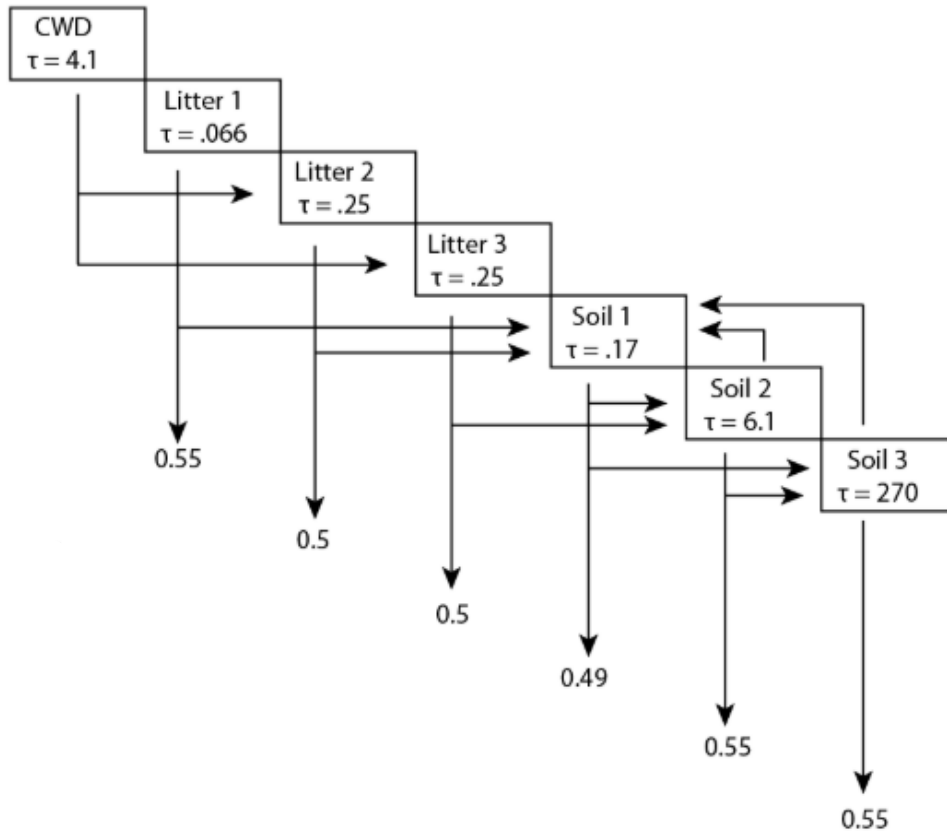 CWD
τ = 4.1
Litter 1
τ = .066
Litter 2
τ = .25
Litter 3
τ = .25
Soil 1
τ = .17
Soil 2
τ = 6.1
Soil 3
τ = 270
0.55
0.5
0.5
0.49
0.55
0.55